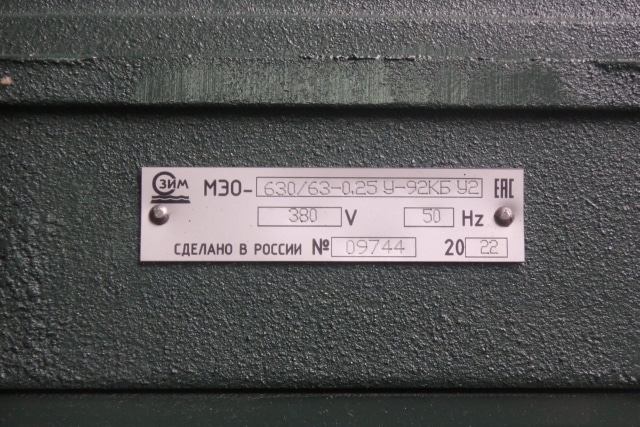 ЗИМ МЭО- 630/63-0.25 У-92КБ У2 EAC
380 V 50 Hz
СДЕЛАНО В РОССИИ № 09744 20 22